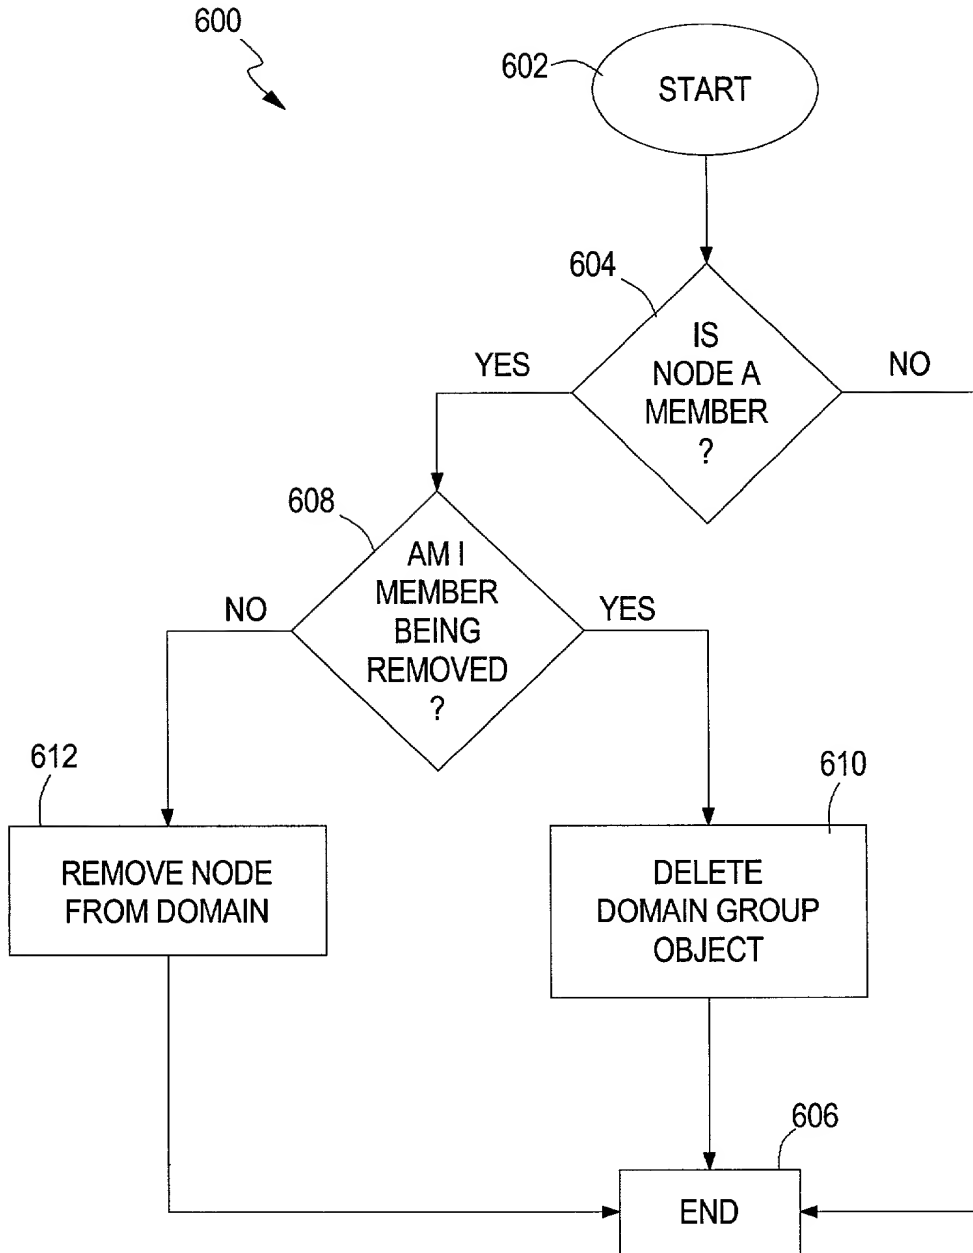 600
602
START
604
IS
NODE A
MEMBER
?
YES
NO
608
AM I
MEMBER
BEING
REMOVED
?
NO
YES
612
REMOVE NODE
FROM DOMAIN
610
DELETE
DOMAIN GROUP
OBJECT
606
END